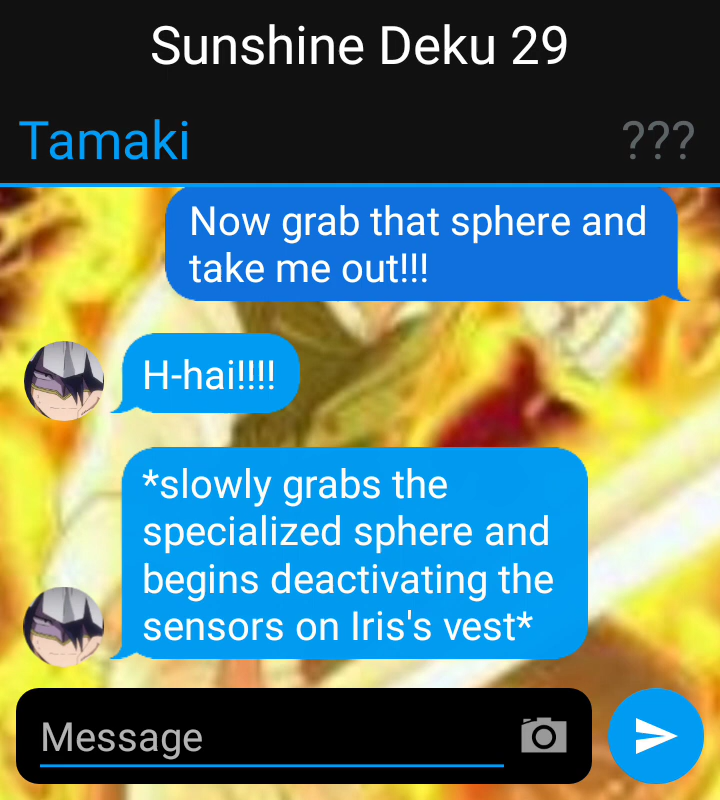 Sunshine Deku 29
Tamaki ???
Now grab that sphere and
take me out!!!
H-hai!!!!
*slowly grabs the
specialized sphere and
begins deactivating the
sensors on Iris's vest*
Message